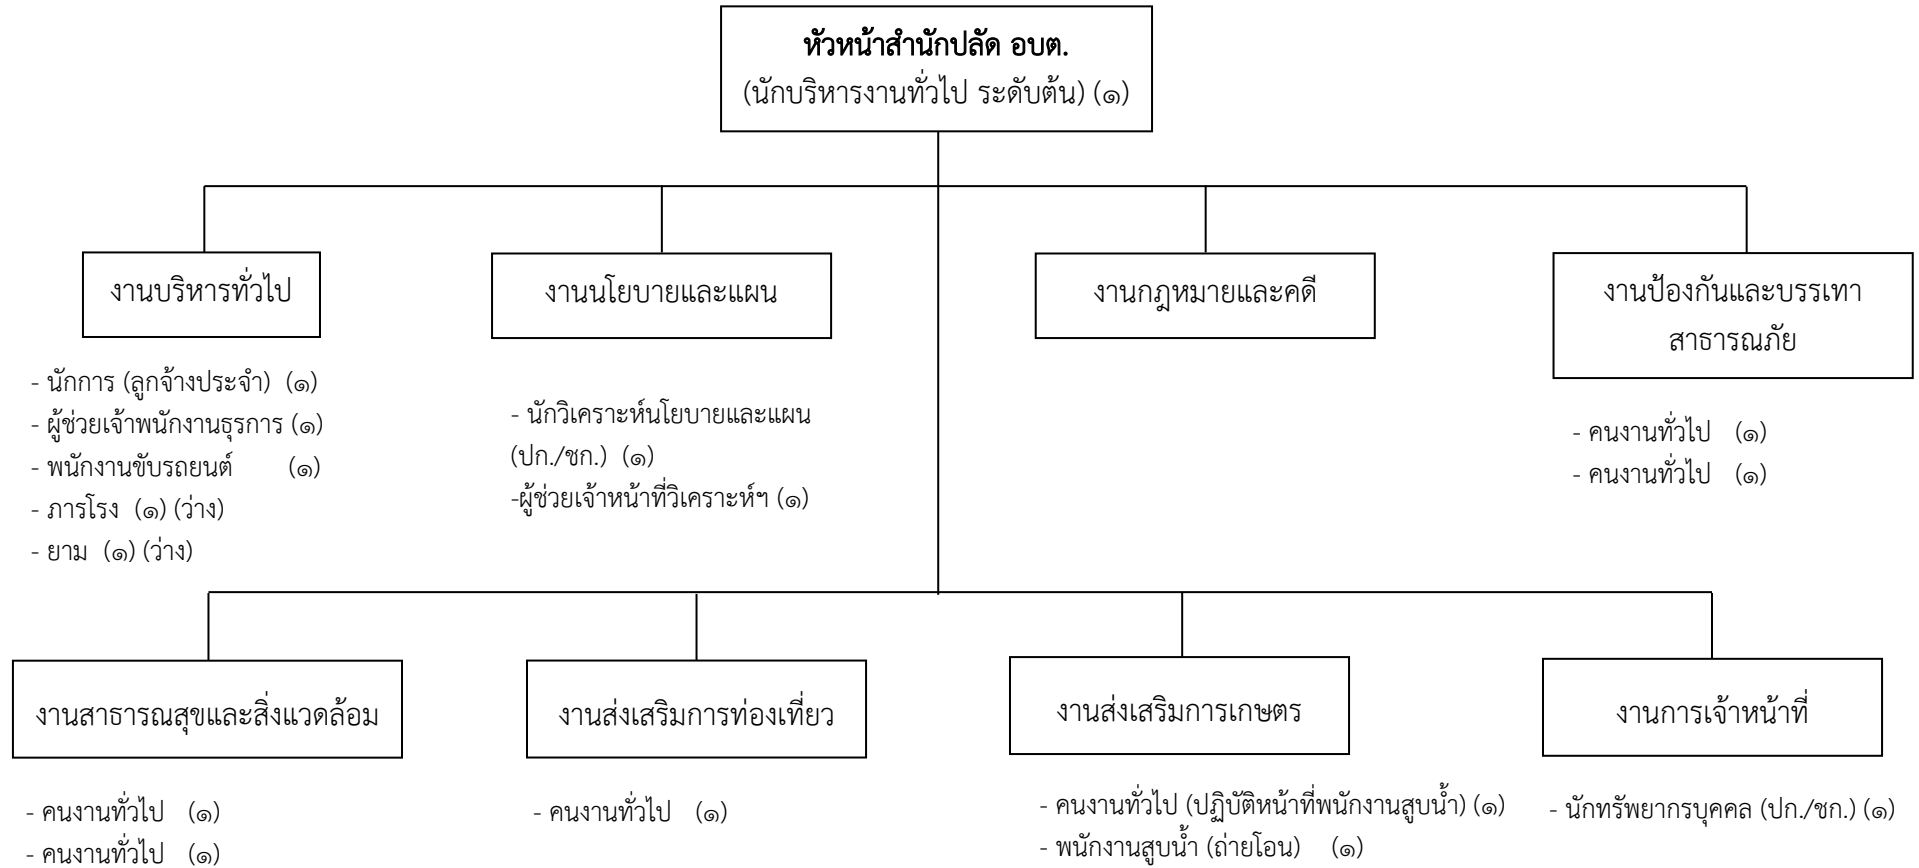 หัวหน้าสำนักปลัด อบต.
(นักบริหารงานทั่วไป ระดับต้น) (๑)
งานบริหารทั่วไป
- นักการ (ลูกจ้างประจำ) (๑)
- ผู้ช่วยเจ้าพนักงานธุรการ (๑)
- พนักงานขับรถยนต์ (๑)
- ภารโรง (๑) (ว่าง)
- ยาม (๑) (ว่าง)
งานนโยบายและแผน
- นักวิเคราะห์นโยบายและแผน
(ปก./ชก.) (๑)
-ผู้ช่วยเจ้าหน้าที่วิเคราะห์ฯ (๑)
งานกฎหมายและคดี
งานป้องกันและบรรเทา
สาธารณภัย
- คนงานทั่วไป (๑)
- คนงานทั่วไป (๑)
งานสาธารณสุขและสิ่งแวดล้อม
- คนงานทั่วไป (๑)
- คนงานทั่วไป (๑)
งานส่งเสริมการท่องเที่ยว
- คนงานทั่วไป (๑)
งานส่งเสริมการเกษตร
- คนงานทั่วไป (ปฏิบัติหน้าที่พนักงานสูบน้ำ) (๑)
- พนักงานสูบน้ำ (ถ่ายโอน) (๑)
งานการเจ้าหน้าที่
- นักทรัพยากรบุคคล (ปก./ชก.) (๑)